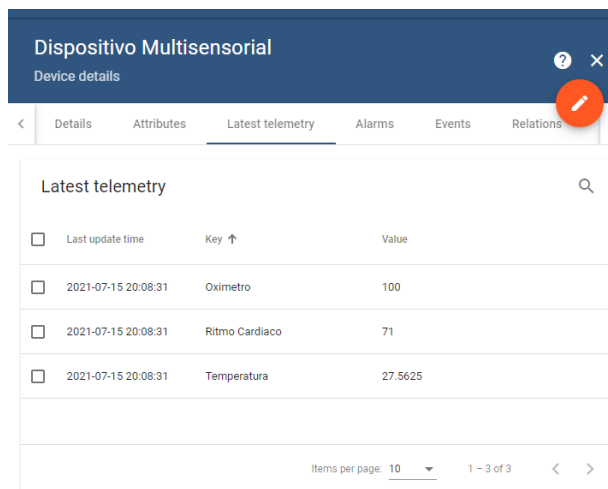 Dispositivo Multisensorial
Device details
Details Attributes Latest telemetry Alarms Events Relations
Latest telemetry
Last update time Key Value
2021-07-15 20:08:31 Oximetro 100
2021-07-15 20:08:31 Ritmo Cardiaco 71
2021-07-15 20:08:31 Temperatura 27.5625
Items per page: 10 1 – 3 of 3